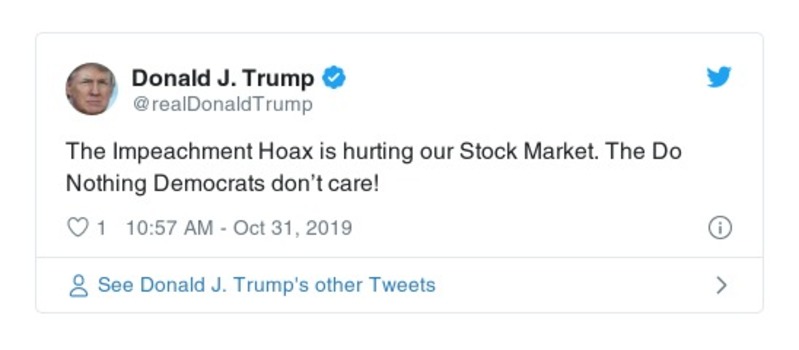 Donald J. Trump
@realDonaldTrump
The Impeachment Hoax is hurting our Stock Market. The Do
Nothing Democrats don’t care!
1 10:57 AM - Oct 31, 2019
See Donald J. Trump's other Tweets